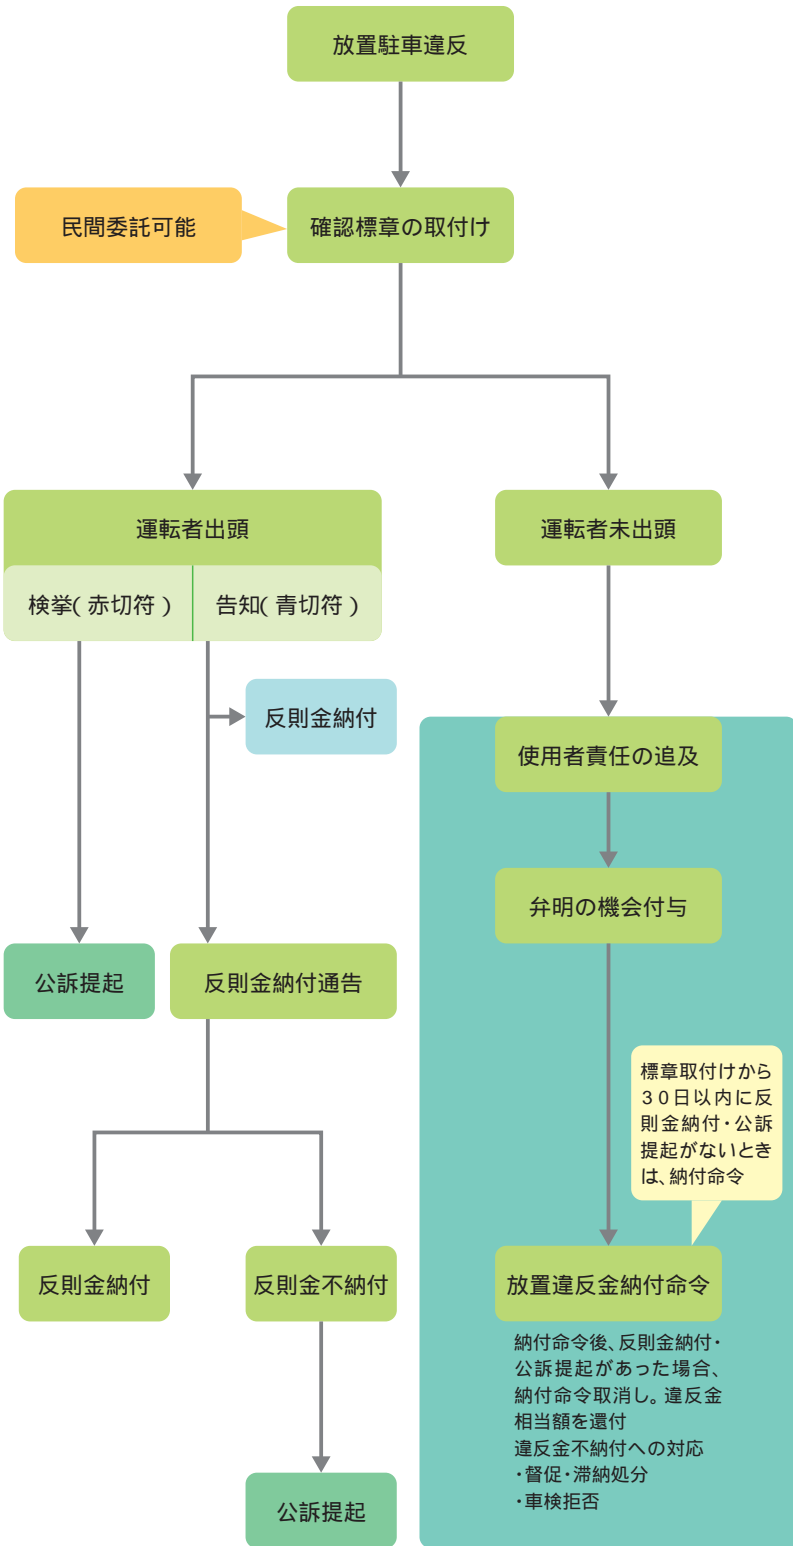 放置駐車違反
民間委託可能
確認標章の取付け
運転者出頭
運転者未出頭
検挙(赤切符)
告知(青切符)
反則金納付
使用者責任の追及
弁明の機会付与
公訴提起
反則金納付通告
標章取付けから
30日以内に反
則金納付・公訴
提起がないとき
は、納付命令
反則金納付
反則金不納付
放置違反金納付命令
納付命令後、反則金納付・
公訴提起があった場合、
納付命令取消し。違反金
相当額を還付
違反金不納付への対応
・督促・滞納処分
・車検拒否
公訴提起